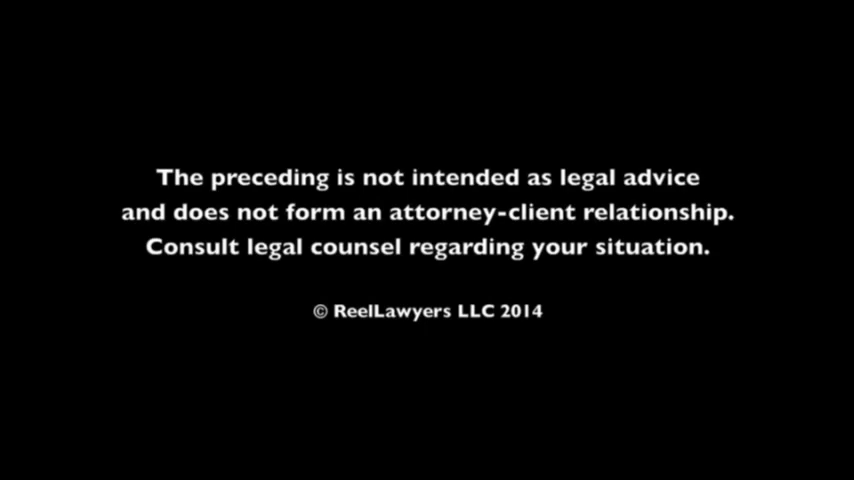 The preceding is not intended as legal advice
and does not form an attorney-client relationship.
Consult legal counsel regarding your situation.
© ReelLawyers LLC 2014